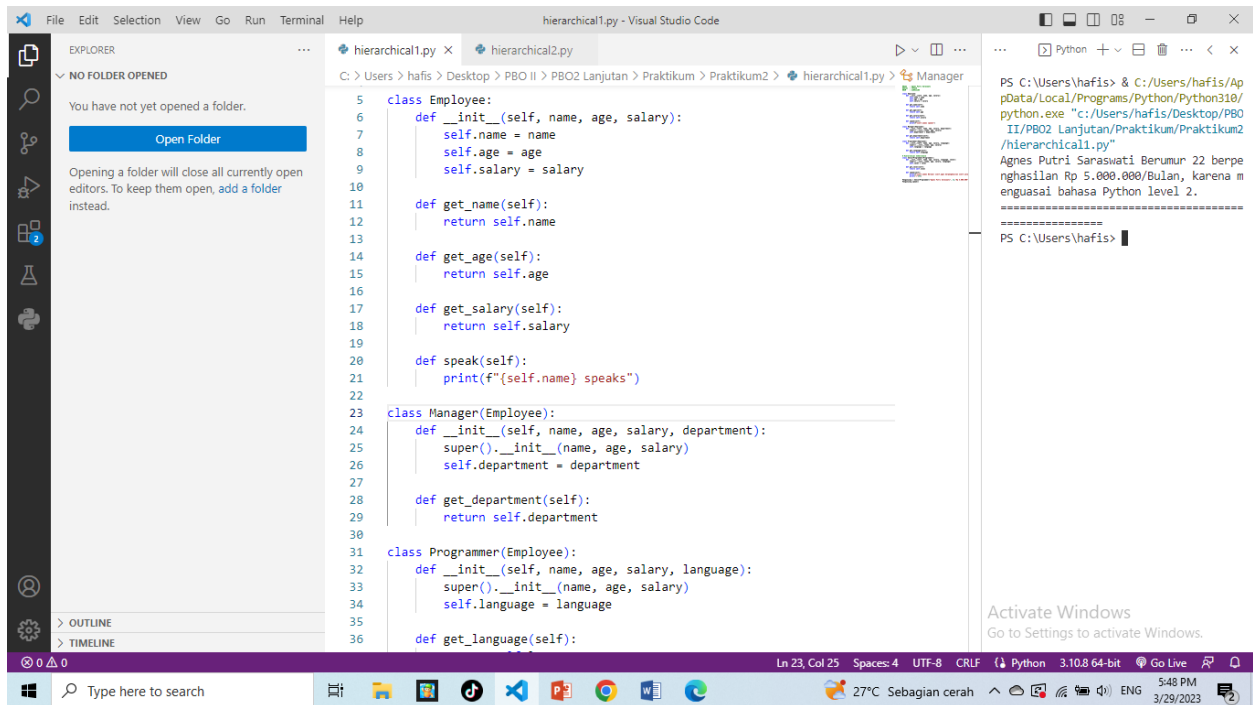 File Edit Selection View Go Run Terminal Help
hierarchical1.py - Visual Studio Code
EXPLORER
NO FOLDER OPENED
You have not yet opened a folder.
Open Folder
Opening a folder will close all currently open
editors. To keep them open, add a folder
instead.
OUTLINE
TIMELINE
2
hierarchical1.py
hierarchical2.py
C: > Users > hafis > Desktop > PBO II > PBO2 Lanjutan > Praktikum > Praktikum2 > hierarchical1.py > Manager
5 class Employee:
6 def __init__(self, name, age, salary):
7 self.name = name
8 self.age = age
9 self.salary = salary
10
11 def get_name(self):
12 return self.name
13
14 def get_age(self):
15 return self.age
16
17 def get_salary(self):
18 return self.salary
19
20 def speak(self):
21 print(f"{self.name} speaks")
22
23 class Manager(Employee):
24 def __init__(self, name, age, salary, department):
25 super().__init__(name, age, salary)
26 self.department = department
27
28 def get_department(self):
29 return self.department
30
31 class Programmer(Employee):
32 def __init__(self, name, age, salary, language):
33 super().__init__(name, age, salary)
34 self.language = language
35
36 def get_language(self):
Python
PS C:\Users\hafis> & C:/Users/hafis/Ap
pData/Local/Programs/Python/Python310/
python.exe "c:/Users/hafis/Desktop/PBO
II/PBO2 Lanjutan/Praktikum/Praktikum2
/hierarchical1.py"
Agnes Putri Saraswati Berumur 22 berpe
nghasilan Rp 5.000.000/Bulan, karena m
enguasai bahasa Python level 2.
======================================
================
PS C:\Users\hafis>
Activate Windows
Go to Settings to activate Windows.
0 0
Ln 23, Col 25 Spaces: 4 UTF-8 CRLF Python 3.10.8 64-bit Go Live
Type here to search
27°C Sebagian cerah
ENG
5:48 PM
3/29/2023
2